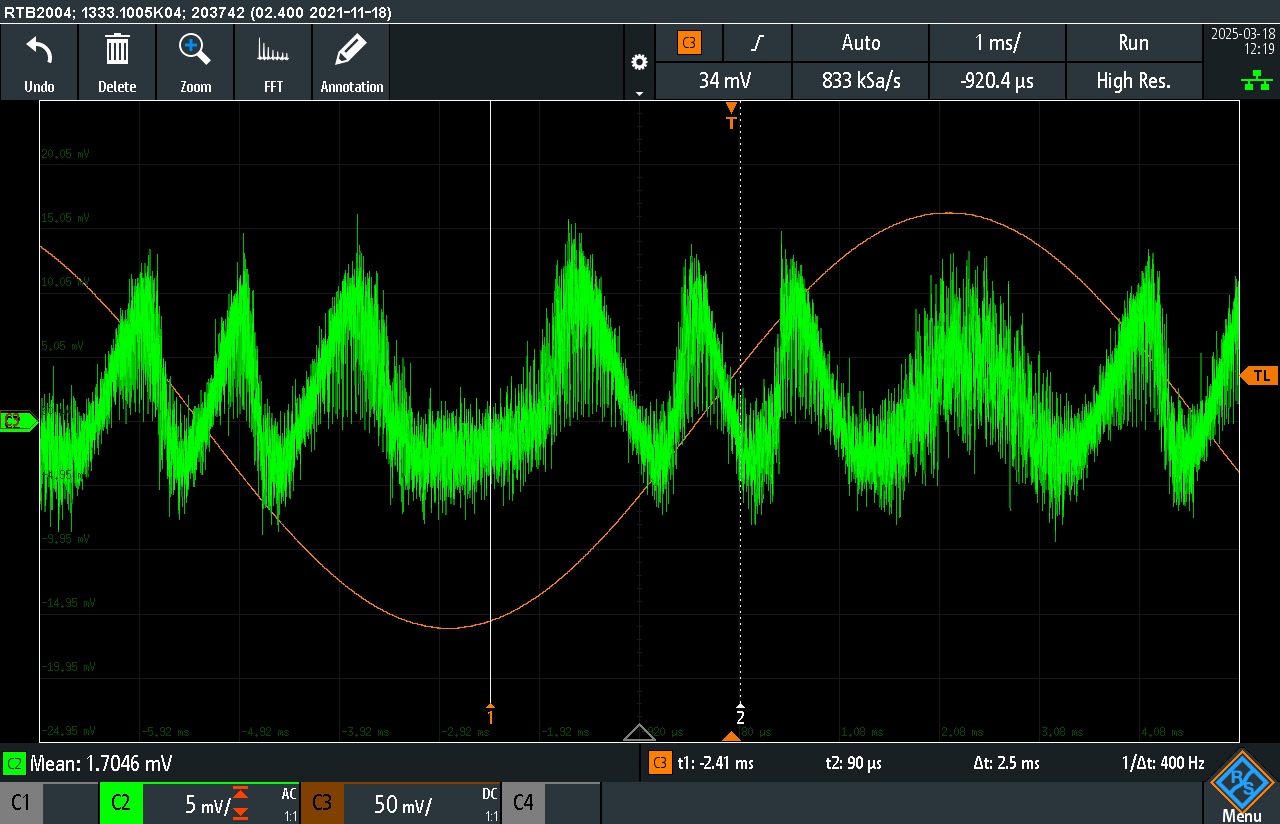 RTB2004; 1333.1005K04; 203742 (02.400 2021-11-18)
Undo
Delete
Zoom
FFT
Annotation
C3
Auto
1 ms/
Run
34 mV
833 kSa/s
-920.4 µs
High Res.
2025-03-18
12:19
T
20.05 mV
15.05 mV
10.05 mV
5.05 mV
C2
TL
-4.95 mV
-9.95 mV
-14.95 mV
-19.95 mV
-24.95 mV
1
2
-5.92 ms
-4.92 ms
-3.92 ms
-2.92 ms
-1.92 ms
80 µs
1.08 ms
2.08 ms
3.08 ms
4.08 ms
C2 Mean: 1.7046 mV
C3 t1: -2.41 ms t2: 90 µs Δt: 2.5 ms 1/Δt: 400 Hz
C1
C2 5 mV/ AC 1:1
C3 50 mV/ DC 1:1
C4
R S
Menu